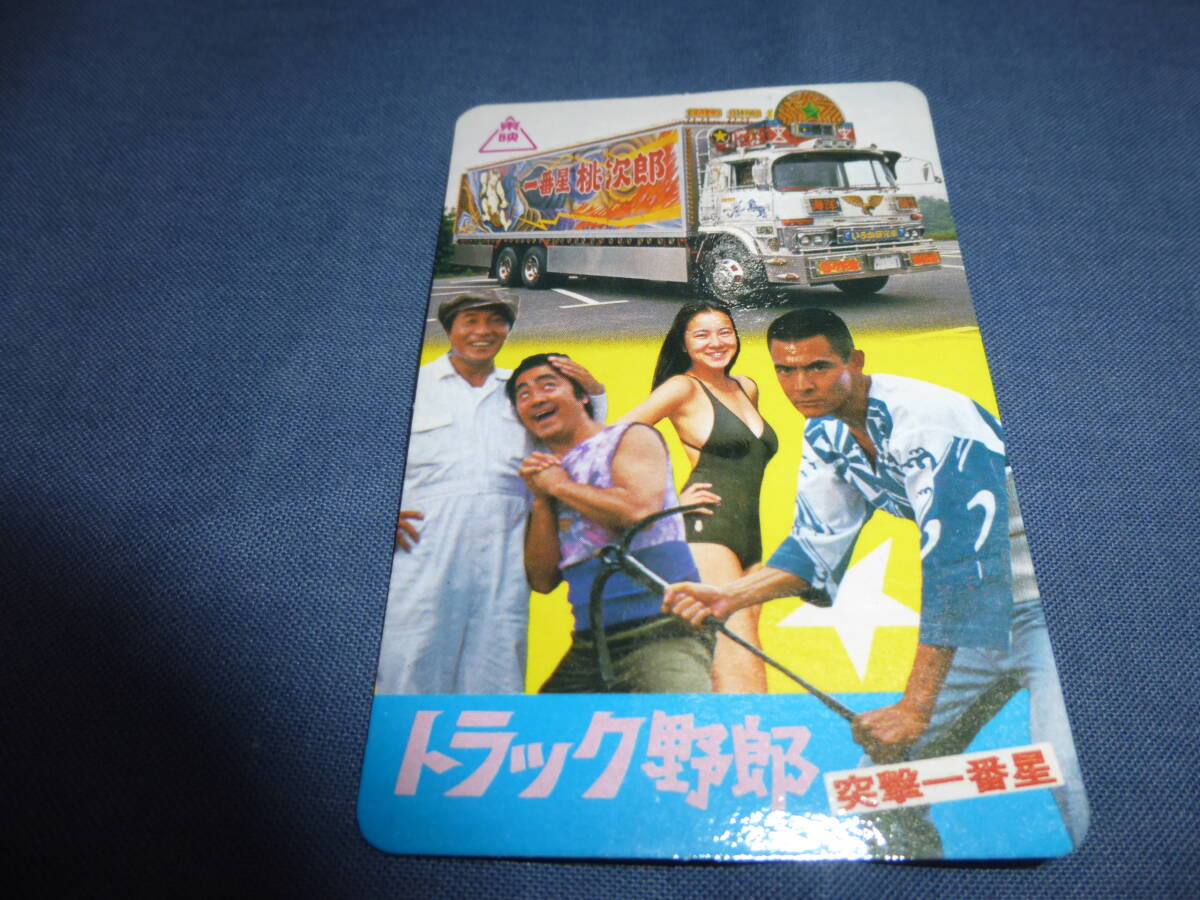 東映
一番星 桃次郎
トラック野郎
突撃一番星